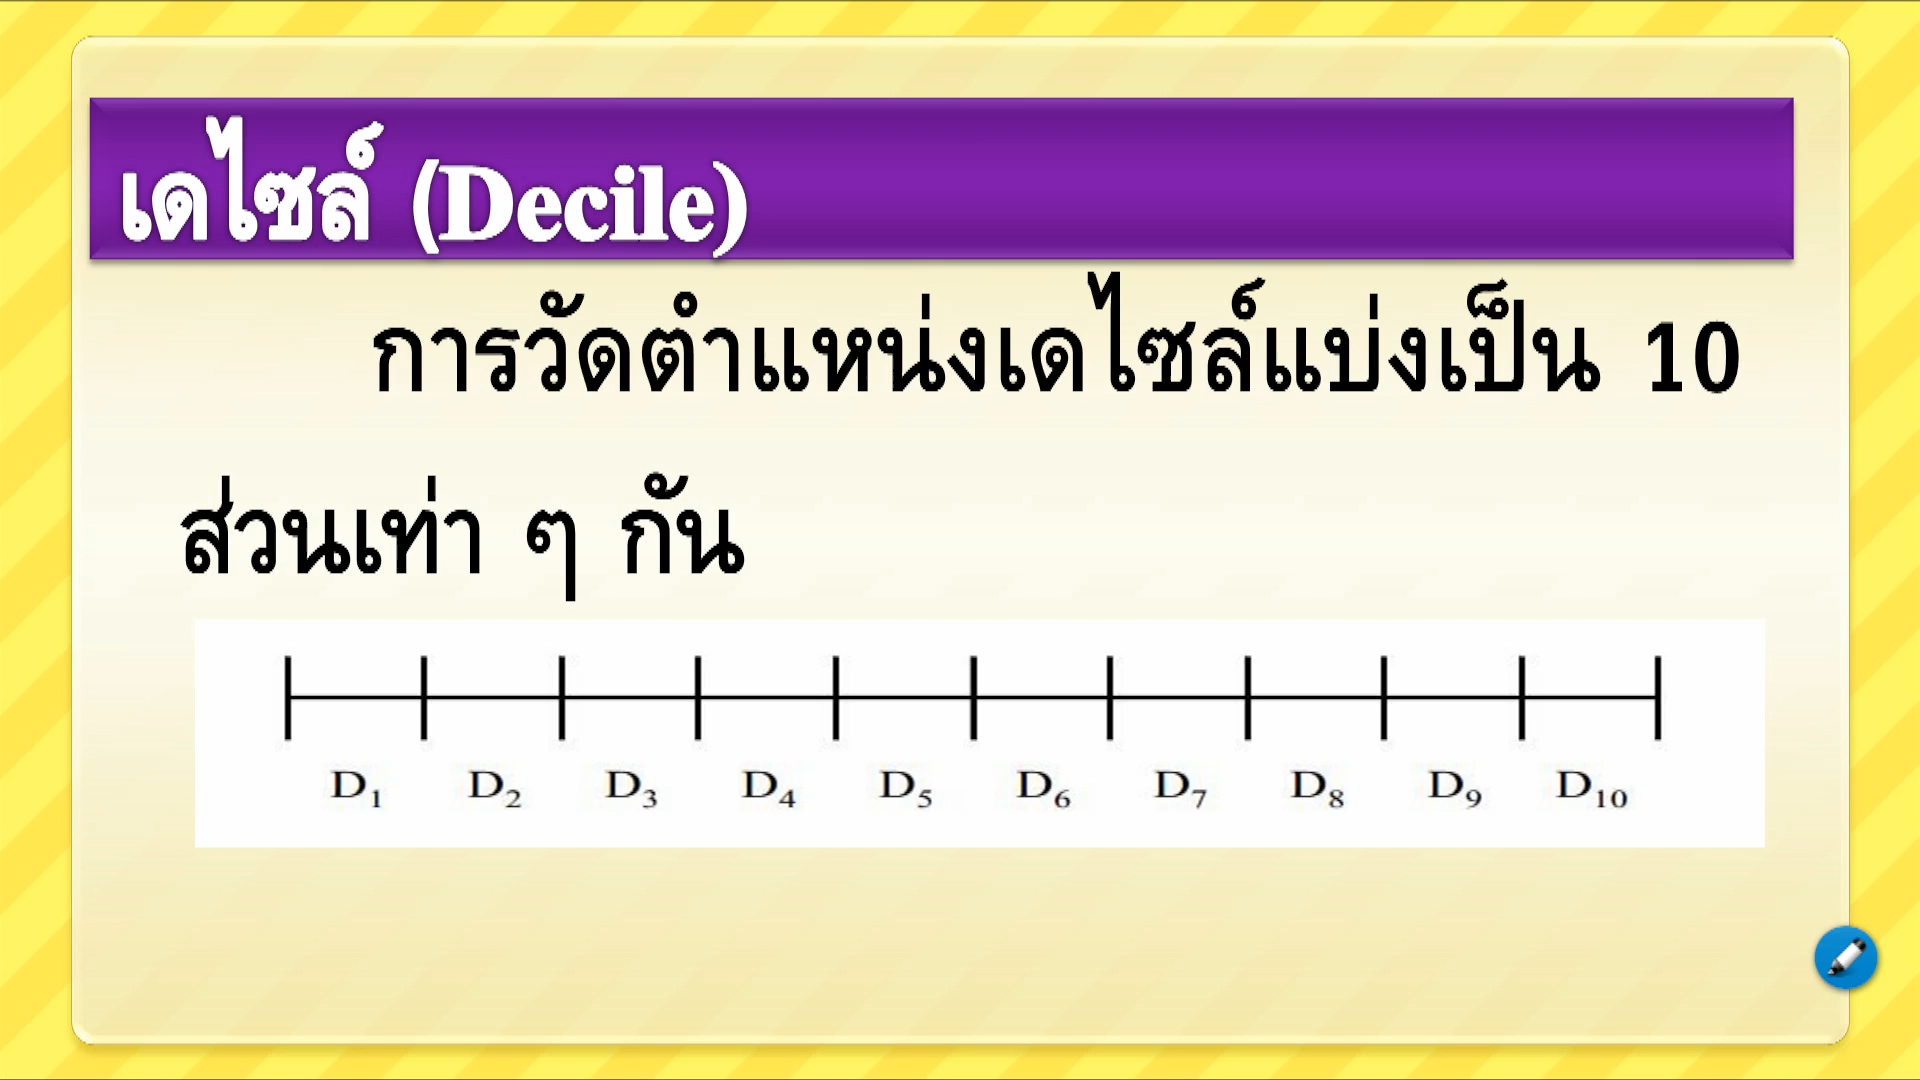 เดไซล์ (Decile)
การวัดตำแหน่งเดไซล์แบ่งเป็น 10
ส่วนเท่า ๆ กัน
D₁ D₂ D₃ D₄ D₅ D₆ D₇ D₈ D₉ D₁₀